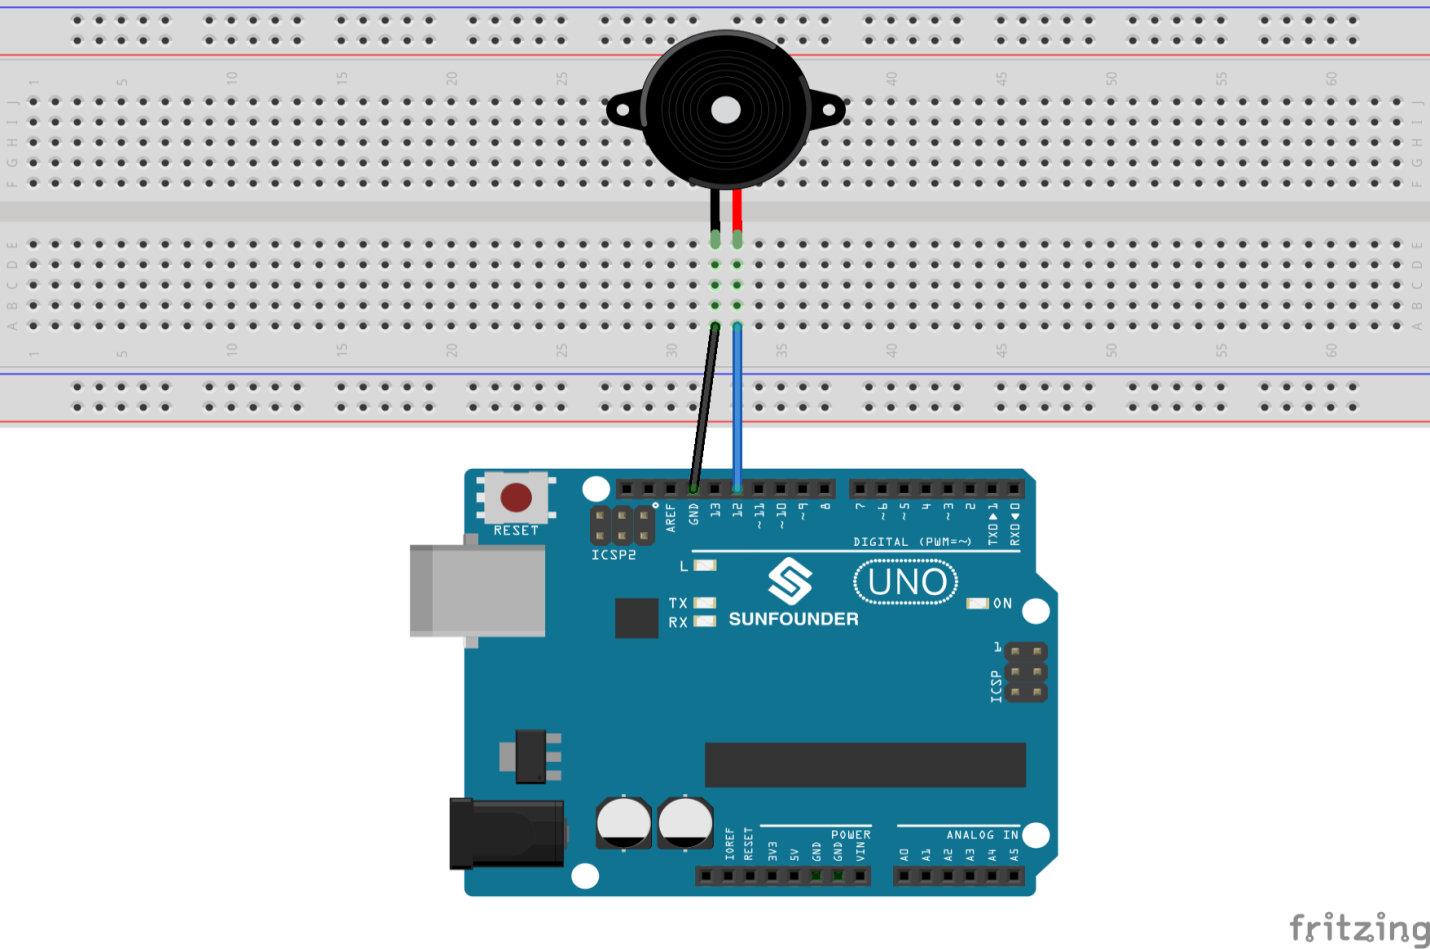 1 5 10 15 20 25 40 45 50 55 60
J J
I I
H H
G G
F F
E E
D D
C C
B B
A A
1 5 10 15 20 25 30 35 40 45 50 55 60
RESET
AREF GND 13 12 ~11 ~10 ~9 8 7 ~6 ~5 4 ~3 2 TX0▶1 RX0◀0
ICSP2
DIGITAL (PWM=~)
L
UNO
TX
RX
SUNFOUNDER
ON
1
ICSP
POWER
ANALOG IN
IOREF RESET 3V3 5V GND GND VIN A0 A1 A2 A3 A4 A5
fritzing